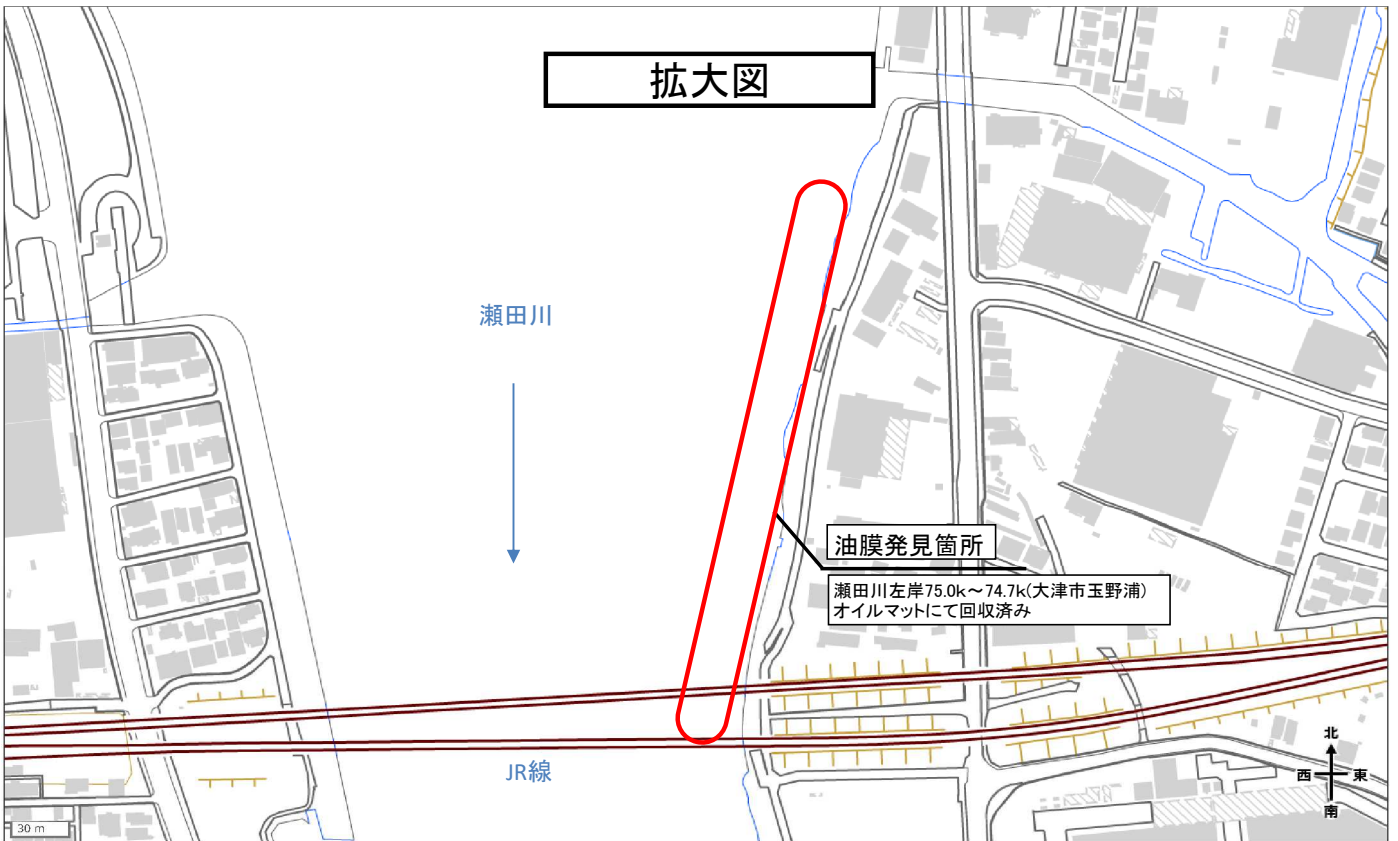 拡大図
瀬田川
油膜発見箇所
瀬田川左岸75.0k~74.7k(大津市玉野浦)
オイルマットにて回収済み
JR線
北
西
東
南
30 m